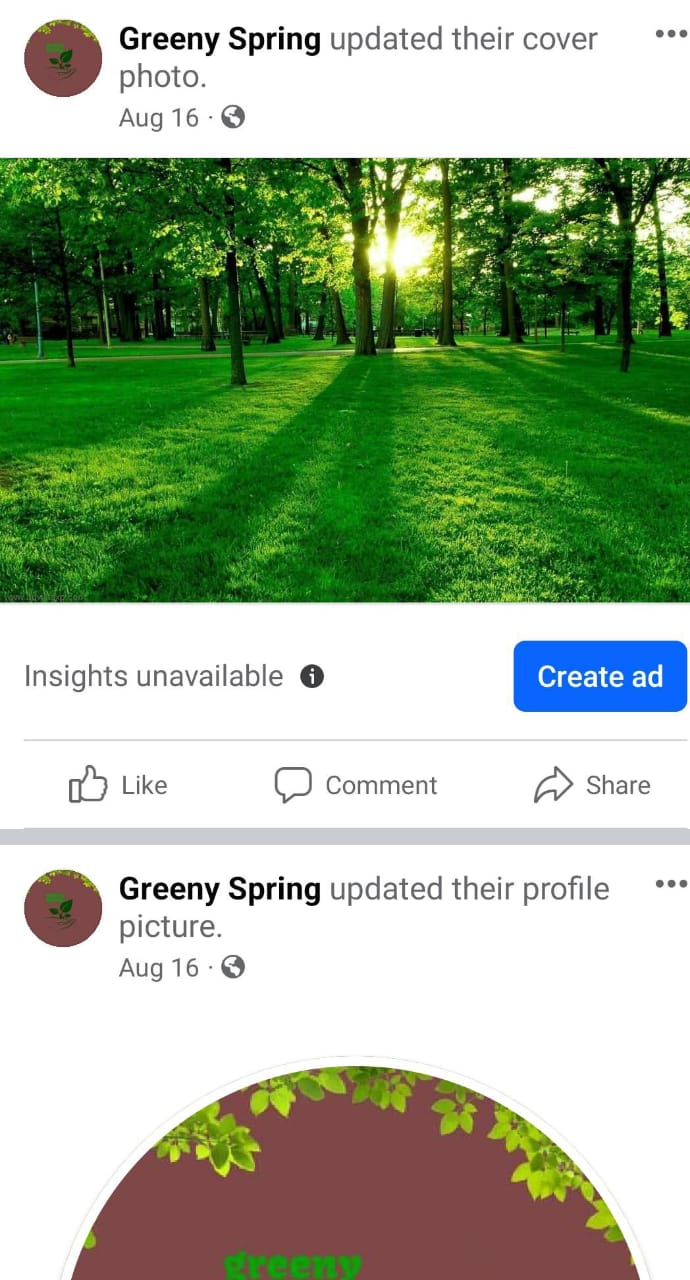 Greeny Spring updated their cover
photo.
Aug 16 ·
Insights unavailable
Create ad
Like
Comment
Share
Greeny Spring updated their profile
picture.
Aug 16 ·
greeny